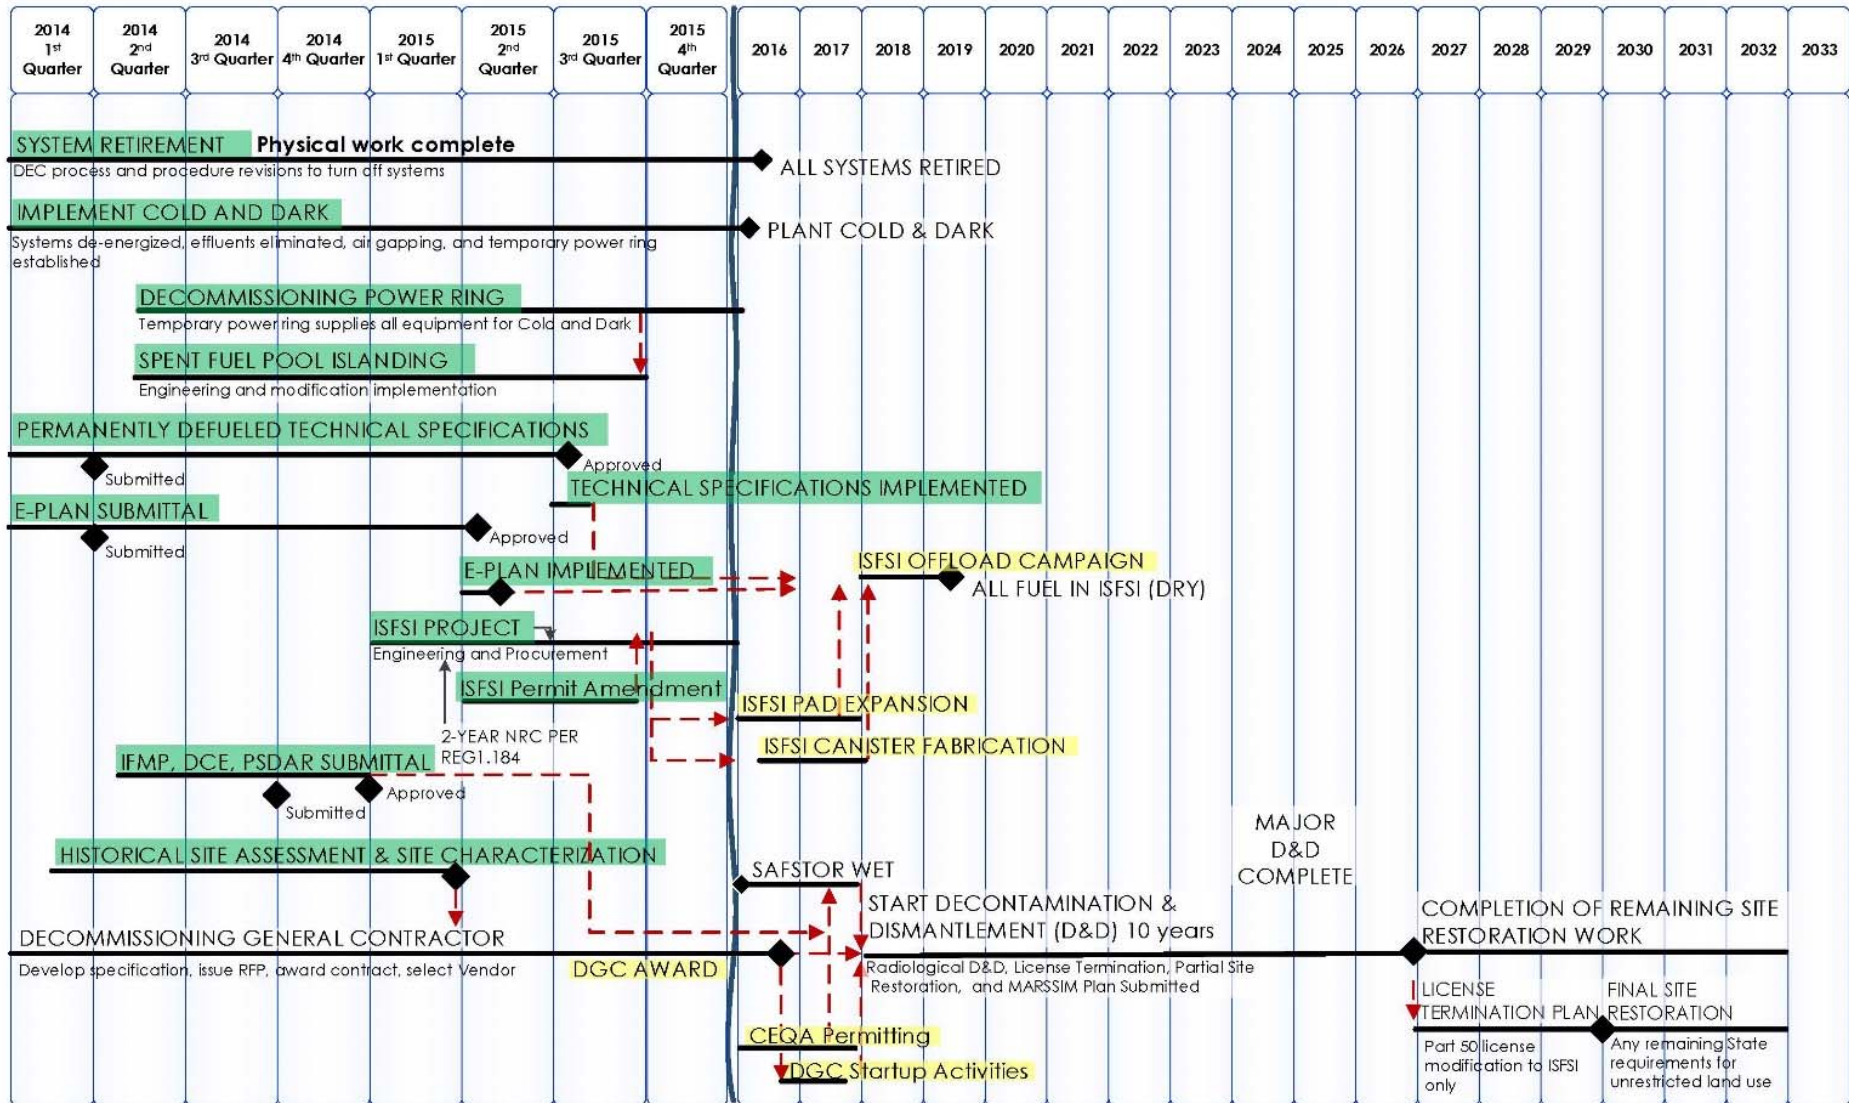 2014
1st
Quarter
2014
2nd
Quarter
2014
3rd Quarter
2014
4th Quarter
2015
1st Quarter
2015
2nd
Quarter
2015
3rd Quarter
2015
4th
Quarter
2016
2017
2018
2019
2020
2021
2022
2023
2024
2025
2026
2027
2028
2029
2030
2031
2032
2033
SYSTEM RETIREMENT
Physical work complete
DEC process and procedure revisions to turn off systems
ALL SYSTEMS RETIRED
IMPLEMENT COLD AND DARK
PLANT COLD & DARK
Systems de-energized, effluents eliminated, air gapping, and temporary power ring
established
DECOMMISSIONING POWER RING
Temporary power ring supplies all equipment for Cold and Dark
SPENT FUEL POOL ISLANDING
Engineering and modification implementation
PERMANENTLY DEFUELED TECHNICAL SPECIFICATIONS
Submitted
Approved
TECHNICAL SPECIFICATIONS IMPLEMENTED
E-PLAN SUBMITTAL
Submitted
Approved
E-PLAN IMPLEMENTED
ISFSI OFFLOAD CAMPAIGN
ALL FUEL IN ISFSI (DRY)
ISFSI PROJECT
Engineering and Procurement
ISFSI Permit Amendment
ISFSI PAD EXPANSION
2-YEAR NRC PER
REG1.184
ISFSI CANISTER FABRICATION
IFMP, DCE, PSDAR SUBMITTAL
Submitted
Approved
MAJOR
D&D
COMPLETE
HISTORICAL SITE ASSESSMENT & SITE CHARACTERIZATION
SAFSTOR WET
START DECONTAMINATION &
DISMANTLEMENT (D&D) 10 years
COMPLETION OF REMAINING SITE
RESTORATION WORK
DECOMMISSIONING GENERAL CONTRACTOR
Develop specification, issue RFP, award contract, select Vendor
DGC AWARD
Radiological D&D, License Termination, Partial Site
Restoration, and MARSSIM Plan Submitted
LICENSE
TERMINATION PLAN
FINAL SITE
RESTORATION
CEQA Permitting
DGC Startup Activities
Part 50 license
modification to ISFSI
only
Any remaining State
requirements for
unrestricted land use